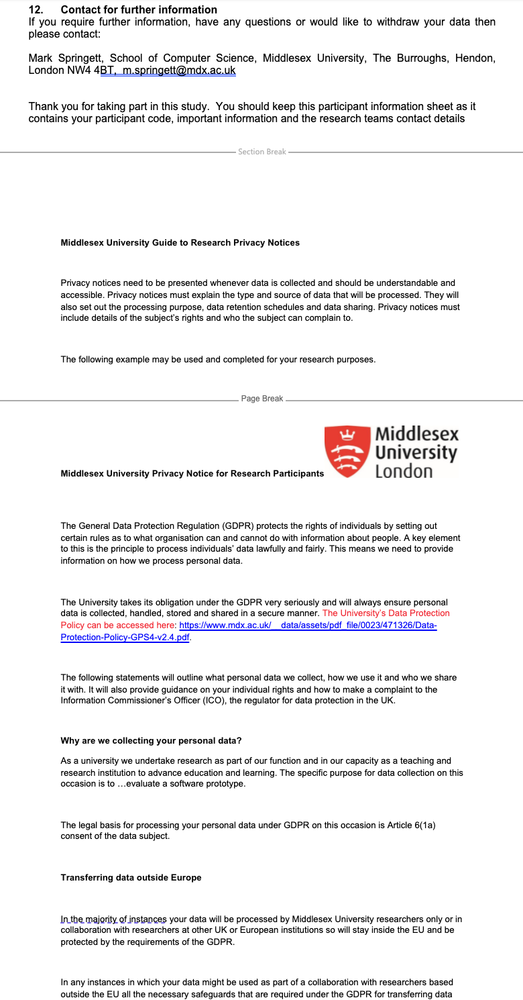 12. Contact for further information
If you require further information, have any questions or would like to withdraw your data then
please contact:
Mark Springett, School of Computer Science, Middlesex University, The Burroughs, Hendon,
London NW4 4BT, m.springett@mdx.ac.uk
Thank you for taking part in this study. You should keep this participant information sheet as it
contains your participant code, important information and the research teams contact details
Section Break
Middlesex University Guide to Research Privacy Notices
Privacy notices need to be presented whenever data is collected and should be understandable and
accessible. Privacy notices must explain the type and source of data that will be processed. They will
also set out the processing purpose, data retention schedules and data sharing. Privacy notices must
include details of the subject's rights and who the subject can complain to.
The following example may be used and completed for your research purposes.
Page Break
Middlesex
University
London
Middlesex University Privacy Notice for Research Participants
The General Data Protection Regulation (GDPR) protects the rights of individuals by setting out
certain rules as to what organisation can and cannot do with information about people. A key element
to this is the principle to process individuals' data lawfully and fairly. This means we need to provide
information on how we process personal data.
The University takes its obligation under the GDPR very seriously and will always ensure personal
data is collected, handled, stored and shared in a secure manner. The University's Data Protection
Policy can be accessed here: https://www.mdx.ac.uk/__data/assets/pdf_file/0023/471326/Data-
Protection-Policy-GPS4-v2.4.pdf.
The following statements will outline what personal data we collect, how we use it and who we share
it with. It will also provide guidance on your individual rights and how to make a complaint to the
Information Commissioner's Officer (ICO), the regulator for data protection in the UK.
Why are we collecting your personal data?
As a university we undertake research as part of our function and in our capacity as a teaching and
research institution to advance education and learning. The specific purpose for data collection on this
occasion is to …evaluate a software prototype.
The legal basis for processing your personal data under GDPR on this occasion is Article 6(1a)
consent of the data subject.
Transferring data outside Europe
In the majority of instances your data will be processed by Middlesex University researchers only or in
collaboration with researchers at other UK or European institutions so will stay inside the EU and be
protected by the requirements of the GDPR.
In any instances in which your data might be used as part of a collaboration with researchers based
outside the EU all the necessary safeguards that are required under the GDPR for transferring data